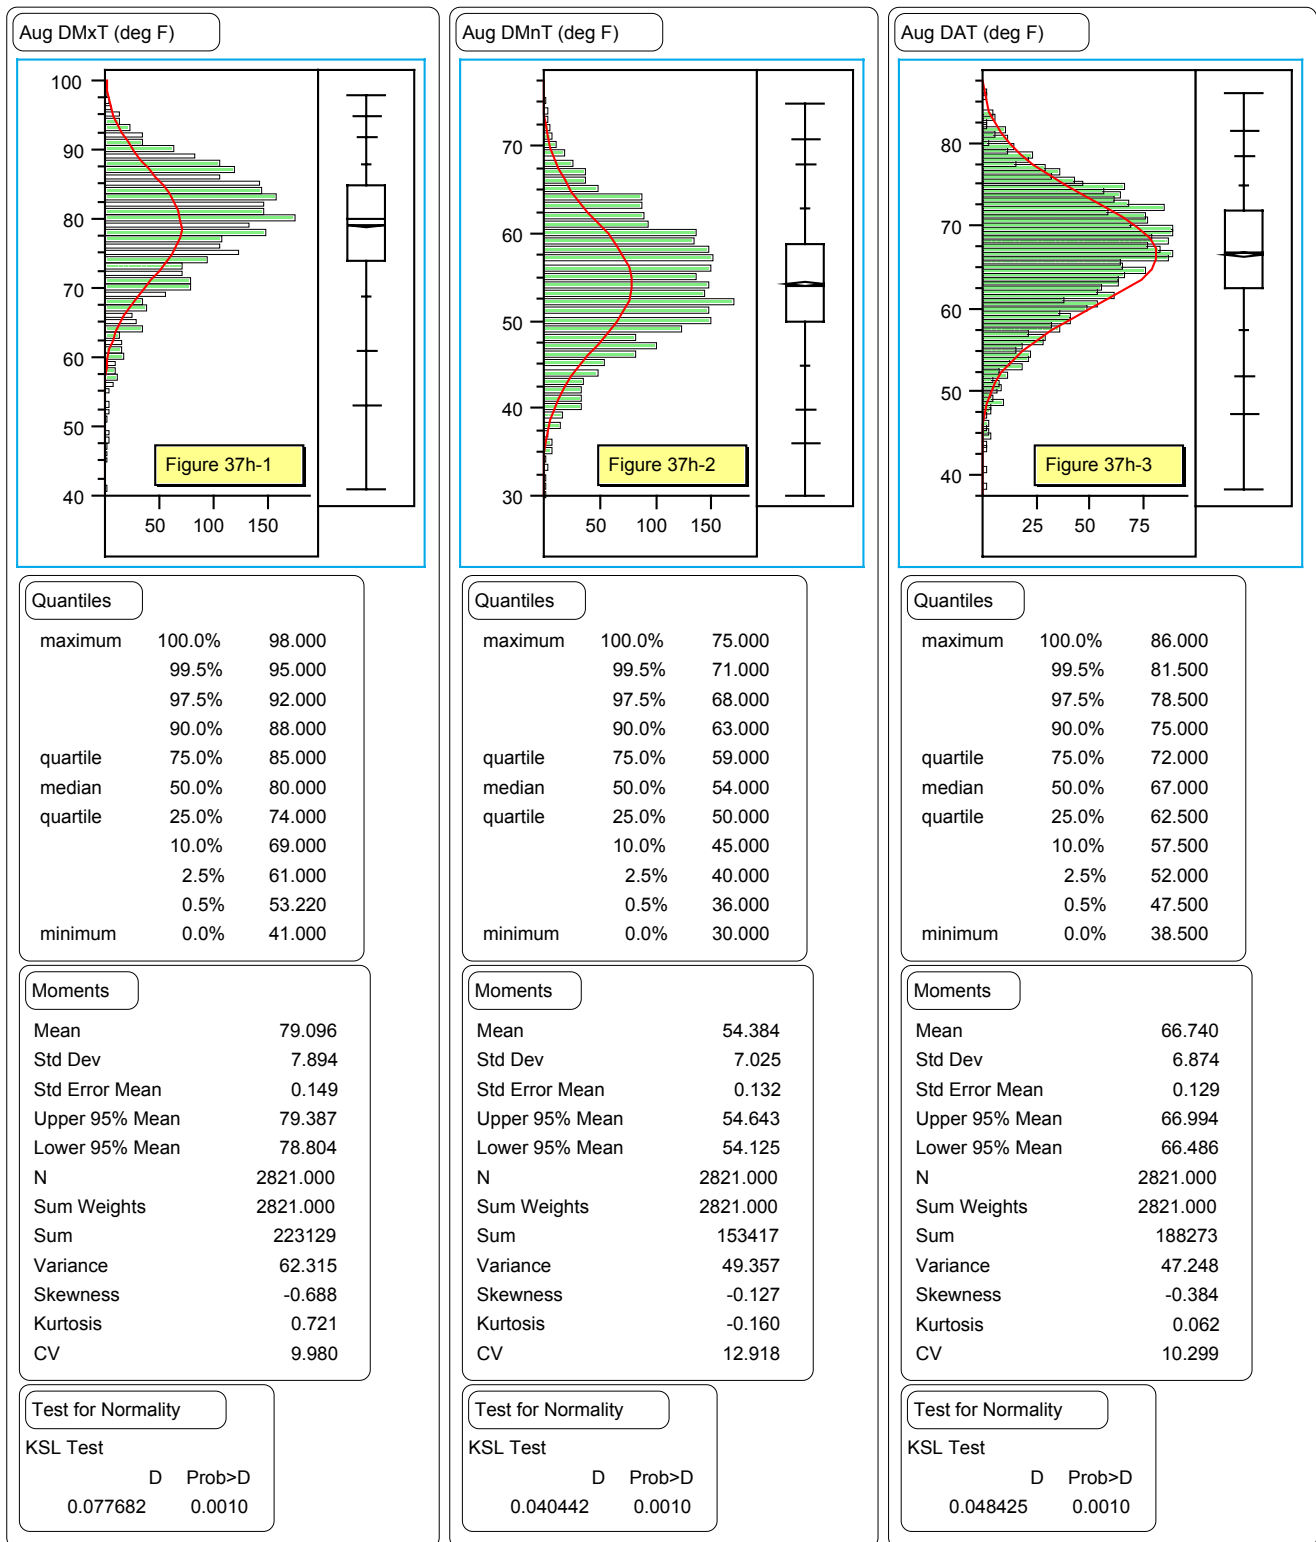 Aug DMxT (deg F)
100
90
80
70
60
50
40
50 100 150
Figure 37h-1
Quantiles
maximum 100.0% 98.000
99.5% 95.000
97.5% 92.000
90.0% 88.000
quartile 75.0% 85.000
median 50.0% 80.000
quartile 25.0% 74.000
10.0% 69.000
2.5% 61.000
0.5% 53.220
minimum 0.0% 41.000
Moments
Mean 79.096
Std Dev 7.894
Std Error Mean 0.149
Upper 95% Mean 79.387
Lower 95% Mean 78.804
N 2821.000
Sum Weights 2821.000
Sum 223129
Variance 62.315
Skewness -0.688
Kurtosis 0.721
CV 9.980
Test for Normality
KSL Test
D Prob>D
0.077682 0.0010
Aug DMnT (deg F)
70
60
50
40
30
50 100 150
Figure 37h-2
Quantiles
maximum 100.0% 75.000
99.5% 71.000
97.5% 68.000
90.0% 63.000
quartile 75.0% 59.000
median 50.0% 54.000
quartile 25.0% 50.000
10.0% 45.000
2.5% 40.000
0.5% 36.000
minimum 0.0% 30.000
Moments
Mean 54.384
Std Dev 7.025
Std Error Mean 0.132
Upper 95% Mean 54.643
Lower 95% Mean 54.125
N 2821.000
Sum Weights 2821.000
Sum 153417
Variance 49.357
Skewness -0.127
Kurtosis -0.160
CV 12.918
Test for Normality
KSL Test
D Prob>D
0.040442 0.0010
Aug DAT (deg F)
80
70
60
50
40
25 50 75
Figure 37h-3
Quantiles
maximum 100.0% 86.000
99.5% 81.500
97.5% 78.500
90.0% 75.000
quartile 75.0% 72.000
median 50.0% 67.000
quartile 25.0% 62.500
10.0% 57.500
2.5% 52.000
0.5% 47.500
minimum 0.0% 38.500
Moments
Mean 66.740
Std Dev 6.874
Std Error Mean 0.129
Upper 95% Mean 66.994
Lower 95% Mean 66.486
N 2821.000
Sum Weights 2821.000
Sum 188273
Variance 47.248
Skewness -0.384
Kurtosis 0.062
CV 10.299
Test for Normality
KSL Test
D Prob>D
0.048425 0.0010